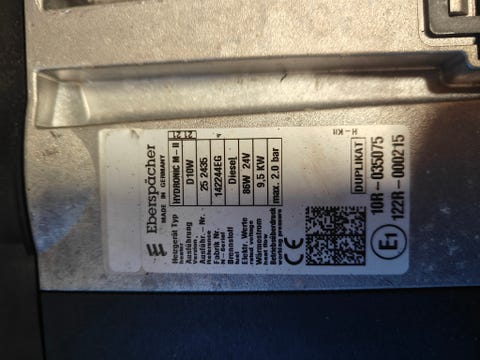 Eberspächer
MADE IN GERMANY
Heizgerät Typ HYDRONIC M-II
Ausführung D10W
Ausführ. - Nr. 25 2435
Fabrik Nr. 142244EG
Brennstoff Diesel
Elektr. Werte 86W 24V
Wärmestrom 9,5 KW
Betriebsüberdruck max. 2.0 bar
CE
DUPLIKAT
10R-035075
E1 122R-000215